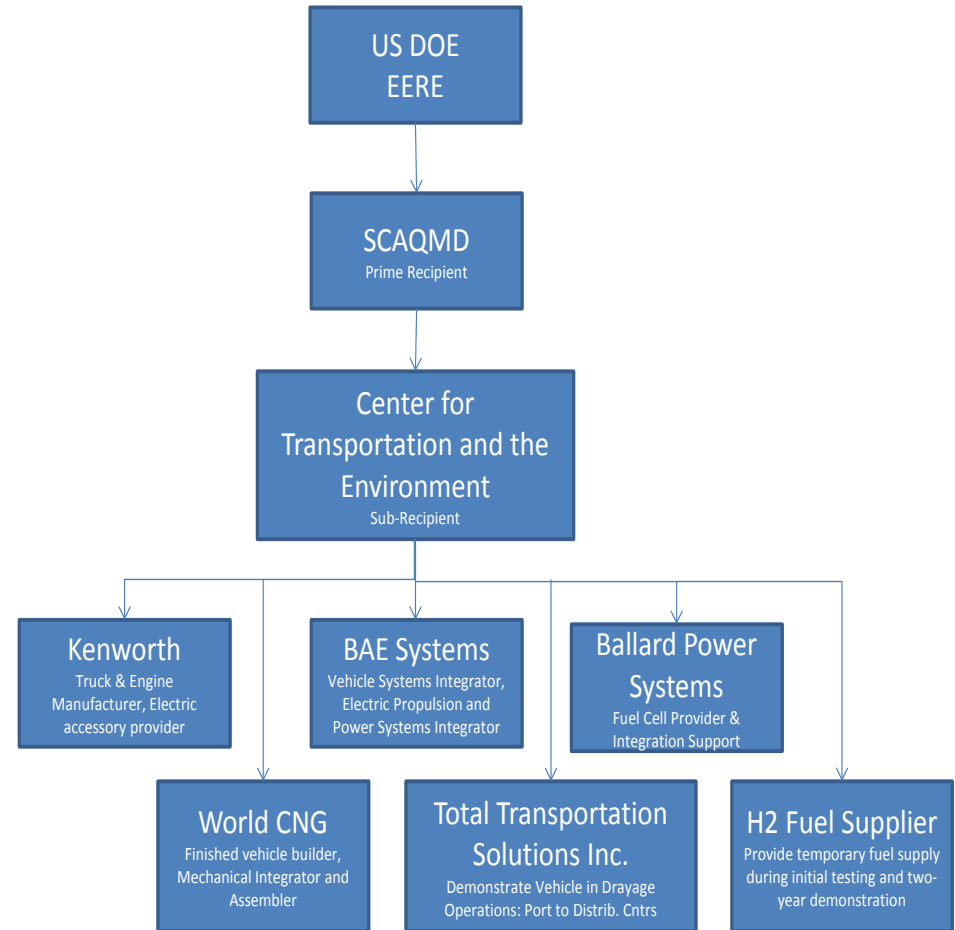 US DOE
EERE
SCAQMD
Prime Recipient
Center for
Transportation and the
Environment
Sub-Recipient
Kenworth
Truck & Engine
Manufacturer, Electric
accessory provider
BAE Systems
Vehicle Systems Integrator,
Electric Propulsion and
Power Systems Integrator
Ballard Power
Systems
Fuel Cell Provider &
Integration Support
World CNG
Finished vehicle builder,
Mechanical Integrator and
Assembler
Total Transportation
Solutions Inc.
Demonstrate Vehicle in Drayage
Operations: Port to Distrib. Cntrs
H2 Fuel Supplier
Provide temporary fuel supply
during initial testing and two-
year demonstration